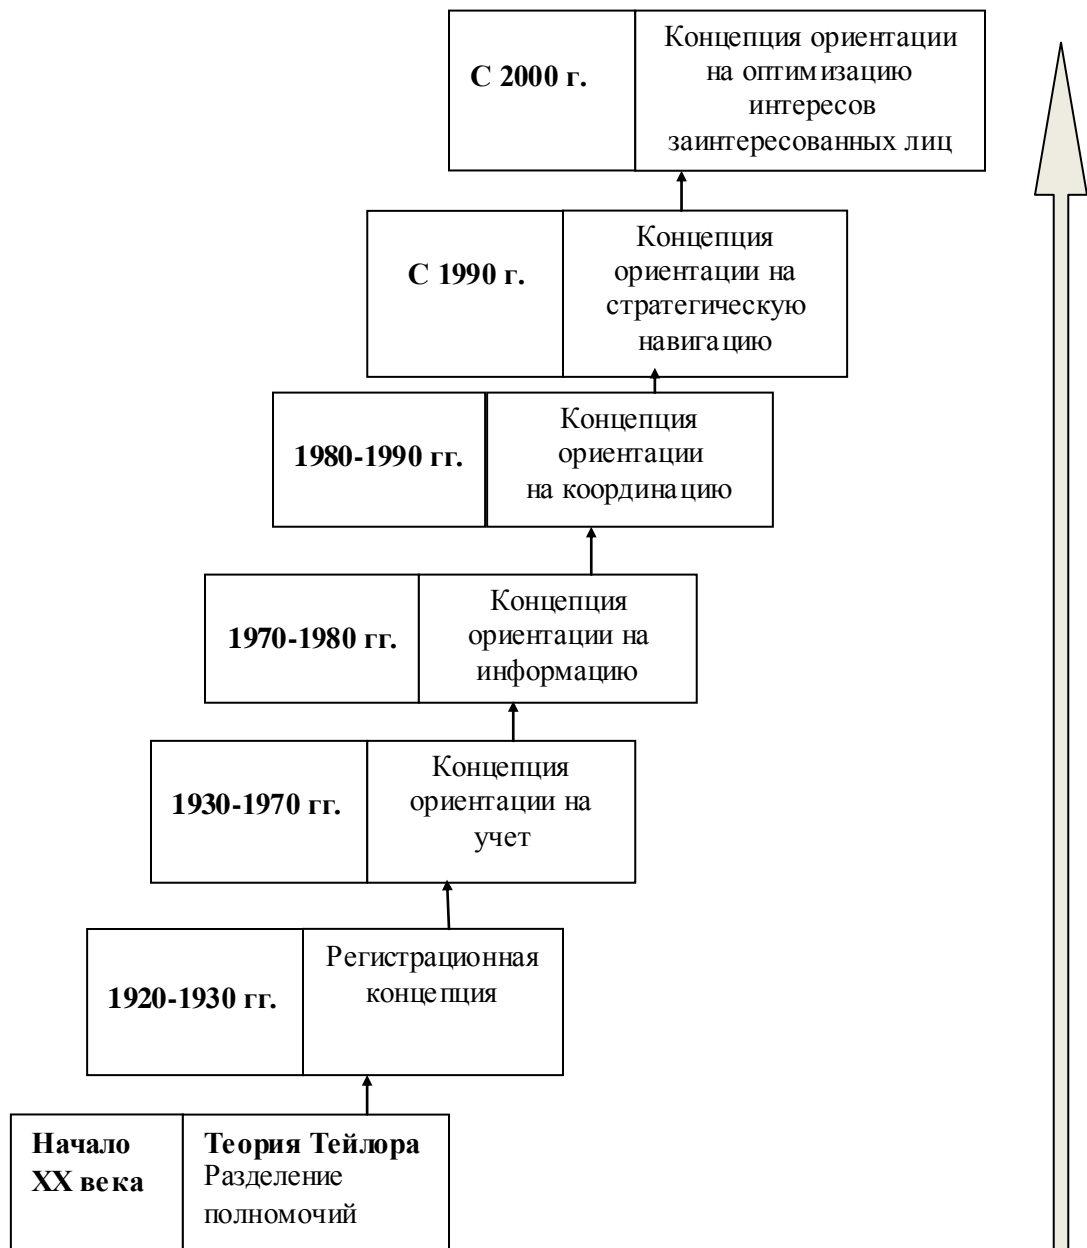 С 2000 г.
Концепция ориентации
на оптимизацию
интересов
заинтересованных лиц
С 1990 г.
Концепция
ориентации на
стратегическую
навигацию
1980-1990 гг.
Концепция
ориентации
на координацию
1970-1980 гг.
Концепция
ориентации на
информацию
1930-1970 гг.
Концепция
ориентации на
учет
1920-1930 гг.
Регистрационная
концепция
Начало
XX века
Теория Тейлора
Разделение
полномочий